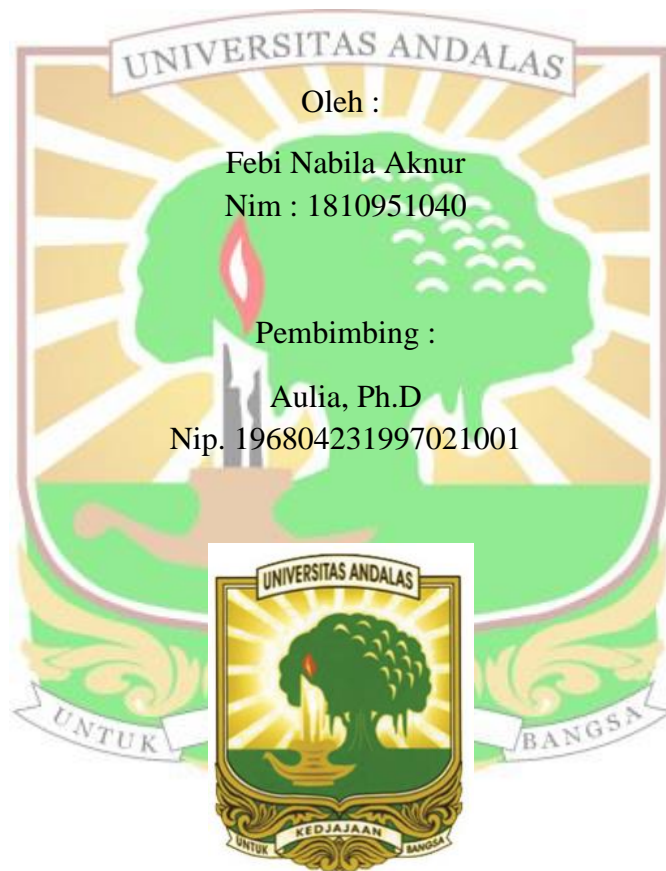 UNIVERSITAS ANDALAS
Oleh :
Febi Nabila Aknur
Nim : 1810951040
Pembimbing :
Aulia, Ph.D
Nip. 196804231997021001
UNIVERSITAS ANDALAS
UNTUK
BANGSA
UNTUK KEDJAJAAN BANGSA